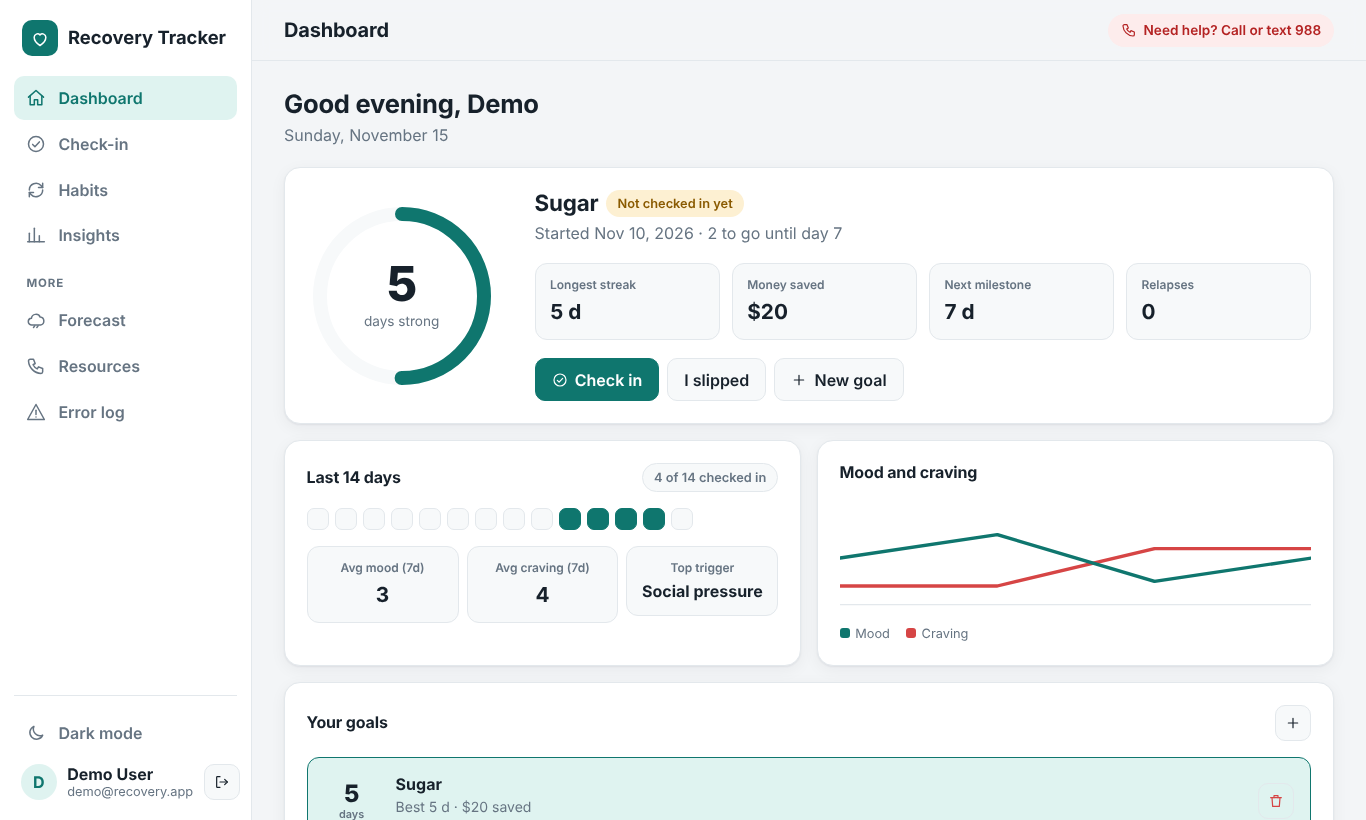 Recovery Tracker
Dashboard
Check-in
Habits
Insights
MORE
Forecast
Resources
Error log
Dark mode
D
Demo User
demo@recovery.app
Dashboard
Need help? Call or text 988
Good evening, Demo
Sunday, November 15
5
days strong
Sugar
Not checked in yet
Started Nov 10, 2026 · 2 to go until day 7
Longest streak
5 d
Money saved
$20
Next milestone
7 d
Relapses
0
Check in
I slipped
New goal
Last 14 days
4 of 14 checked in
Avg mood (7d)
3
Avg craving (7d)
4
Top trigger
Social pressure
Mood and craving
Mood
Craving
Your goals
5
days
Sugar
Best 5 d · $20 saved